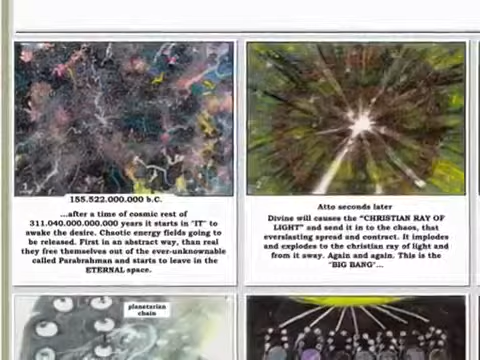 155.522.000.000 b.C.
...after a time of cosmic rest of
311.040.000.000.000 years it starts in "IT" to
awake the desire. Chaotic energy fields going to
be released. First in an abstract way, than real
they free themselves out of the ever-unknowable
called Parabrahman and starts to leave in the
ETERNAL space.
Atto seconds later
Divine will causes the "CHRISTIAN RAY OF
LIGHT" and send it in to the chaos, that
everlasting spread and contract. It implodes
and explodes to the christian ray of light and
from it away. Again and again. This is the
"BIG BANG"...
planetarian
chain